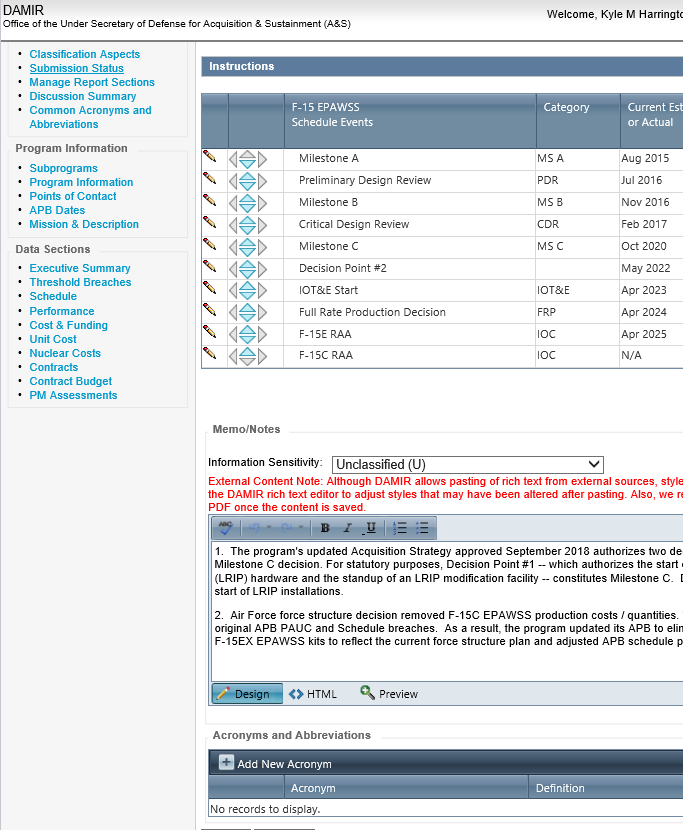 DAMIR
Office of the Under Secretary of Defense for Acquisition & Sustainment (A&S)
Welcome, Kyle M Harringto
Classification Aspects
Submission Status
Manage Report Sections
Discussion Summary
Common Acronyms and
Abbreviations
Program Information
Subprograms
Program Information
Points of Contact
APB Dates
Mission & Description
Data Sections
Executive Summary
Threshold Breaches
Schedule
Performance
Cost & Funding
Unit Cost
Nuclear Costs
Contracts
Contract Budget
PM Assessments
Instructions
F-15 EPAWSS
Schedule Events
Category
Current Est
or Actual
Milestone A MS A Aug 2015
Preliminary Design Review PDR Jul 2016
Milestone B MS B Nov 2016
Critical Design Review CDR Feb 2017
Milestone C MS C Oct 2020
Decision Point #2 May 2022
IOT&E Start IOT&E Apr 2023
Full Rate Production Decision FRP Apr 2024
F-15E RAA IOC Apr 2025
F-15C RAA IOC N/A
Memo/Notes
Information Sensitivity: Unclassified (U)
External Content Note: Although DAMIR allows pasting of rich text from external sources, style
the DAMIR rich text editor to adjust styles that may have been altered after pasting. Also, we re
PDF once the content is saved.
ABC B I U
1. The program's updated Acquisition Strategy approved September 2018 authorizes two de
Milestone C decision. For statutory purposes, Decision Point #1 -- which authorizes the start
(LRIP) hardware and the standup of an LRIP modification facility -- constitutes Milestone C.
start of LRIP installations.
2. Air Force force structure decision removed F-15C EPAWSS production costs / quantities.
original APB PAUC and Schedule breaches. As a result, the program updated its APB to elin
F-15EX EPAWSS kits to reflect the current force structure plan and adjusted APB schedule p
Design HTML Preview
Acronyms and Abbreviations
Add New Acronym
Acronym Definition
No records to display.